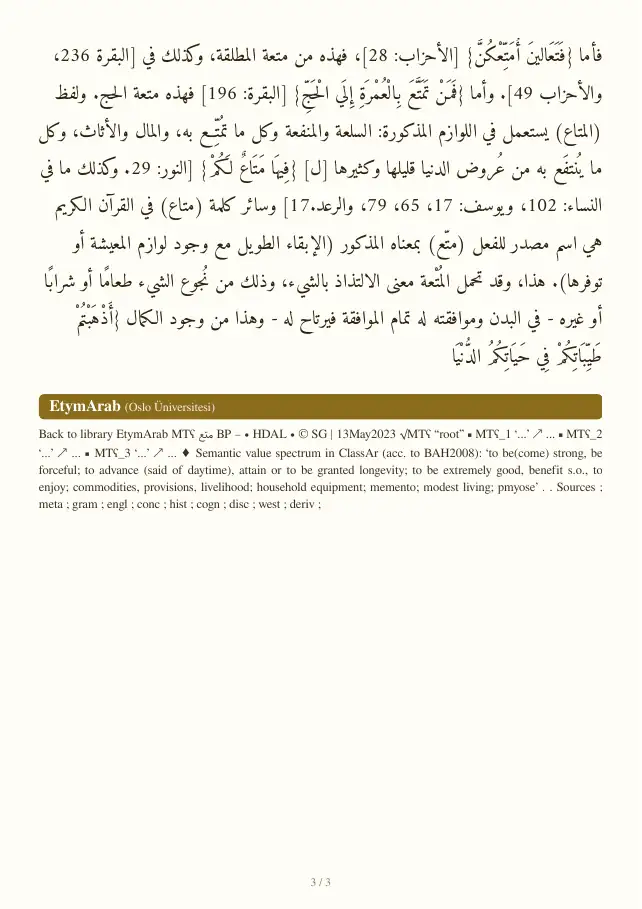 فأما {فَتَعَالينَ أُمَتِّعْكُنَّ} [الأحزاب: 28]، فهذه من متعة المطلقة، وكذلك في [البقرة 236،
والأحزاب 49]. وأما {فَمَنْ تَمَتَّعَ بِالْعُمْرَةِ إِلَي الْحَجِّ} [البقرة: 196] فهذه متعة الحج. ولفظ
(المتاع) يستعمل في اللوازم المذكورة: السلعة والمنفعة وكل ما تُمُتِّع به، والمال والأثاث، وكل
ما يُنتفَع به من عُروض الدنيا قليلها وكثيرها [ل] {فِيهَا مَتَاعٌ لَكُمْ} [النور: 29. وكذلك ما في
النساء: 102، ويوسف: 17، 65، 79، والرعد.17] وسائر كلمة (متاع) في القرآن الكريم
هي اسم مصدر للفعل (متّع) بمعناه المذكور (الإبقاء الطويل مع وجود لوازم المعيشة أو
توفرها). هذا، وقد تحمل المُتْعة معنى الالتذاذ بالشيء، وذلك من نُجوع الشيء طعامًا أو شرابًا
أو غيره - في البدن وموافقته له تمام الموافقة فيرتاح له - وهذا من وجود الكمال {أَذْهَبْتُمْ
طَيِّبَاتِكُمْ فِي حَيَاتِكُمُ الدُّنْيَا
EtymArab (Oslo Üniversitesi)
Back to library EtymArab MTʕ متع BP – • HDAL • © SG | 13May2023 √MTʕ “root” ▪ MTʕ_1 ‘...’ ↗ ... ▪ MTʕ_2
‘...’ ↗ ... ▪ MTʕ_3 ‘...’ ↗ ... ♦ Semantic value spectrum in ClassAr (acc. to BAH2008): ‘to be(come) strong, be
forceful; to advance (said of daytime), attain or to be granted longevity; to be extremely good, benefit s.o., to
enjoy; commodities, provisions, livelihood; household equipment; memento; modest living; pmyose’ . . Sources ;
meta ; gram ; engl ; conc ; hist ; cogn ; disc ; west ; deriv ;
3 / 3